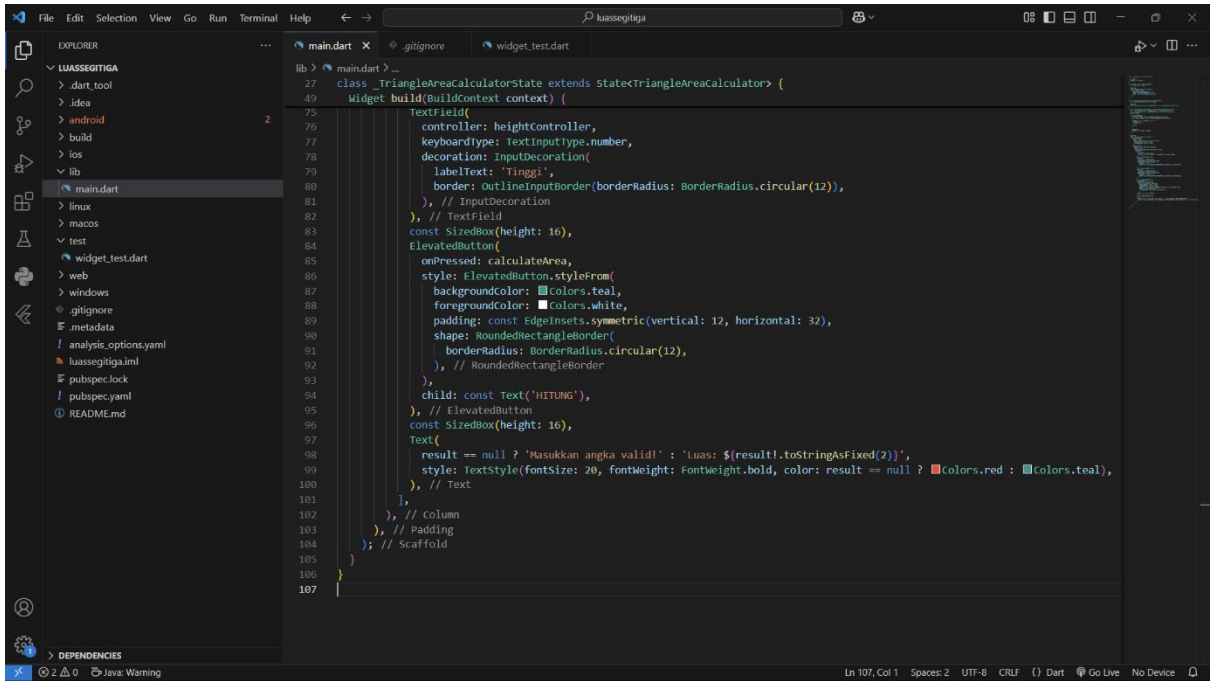 File Edit Selection View Go Run Terminal Help
luassegitiga
EXPLORER
LUASSEGITIGA
.dart_tool
.idea
android 2
build
ios
lib
main.dart
linux
macos
test
widget_test.dart
web
windows
.gitignore
.metadata
analysis_options.yaml
luassegitiga.iml
pubspec.lock
pubspec.yaml
README.md
DEPENDENCIES
main.dart .gitignore widget_test.dart
lib > main.dart > ...
27 class _TriangleAreaCalculatorState extends State<TriangleAreaCalculator> {
49 Widget build(BuildContext context) {
75 TextField(
76 controller: heightController,
77 keyboardType: TextInputType.number,
78 decoration: InputDecoration(
79 labelText: 'Tinggi',
80 border: OutlineInputBorder(borderRadius: BorderRadius.circular(12)),
81 ), // InputDecoration
82 ), // TextField
83 const SizedBox(height: 16),
84 ElevatedButton(
85 onPressed: calculateArea,
86 style: ElevatedButton.styleFrom(
87 backgroundColor: Colors.teal,
88 foregroundColor: Colors.white,
89 padding: const EdgeInsets.symmetric(vertical: 12, horizontal: 32),
90 shape: RoundedRectangleBorder(
91 borderRadius: BorderRadius.circular(12),
92 ), // RoundedRectangleBorder
93 ),
94 child: const Text('HITUNG'),
95 ), // ElevatedButton
96 const SizedBox(height: 16),
97 Text(
98 result == null ? 'Masukkan angka valid!' : 'Luas: ${result!.toStringAsFixed(2)}',
99 style: TextStyle(fontSize: 20, fontWeight: FontWeight.bold, color: result == null ? Colors.red : Colors.teal),
100 ), // Text
101 ],
102 ), // Column
103 ), // Padding
104 ); // Scaffold
105 }
106 }
107
2 0 Java: Warning
Ln 107, Col 1 Spaces: 2 UTF-8 CRLF {} Dart Go Live No Device